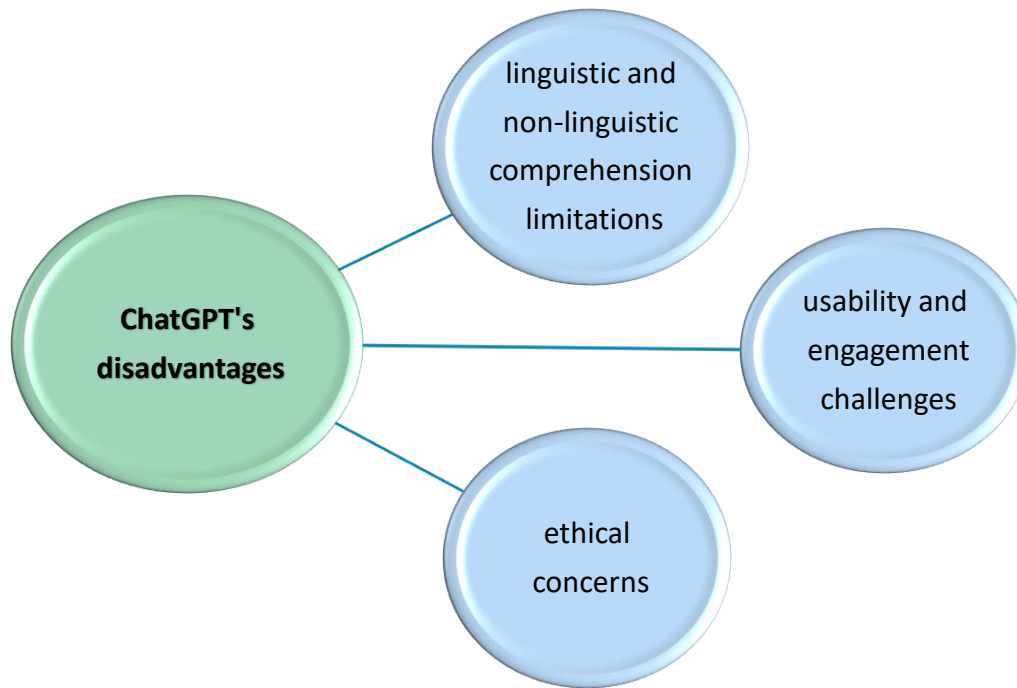 linguistic and
non-linguistic
comprehension
limitations
ChatGPT's
disadvantages
usability and
engagement
challenges
ethical
concerns